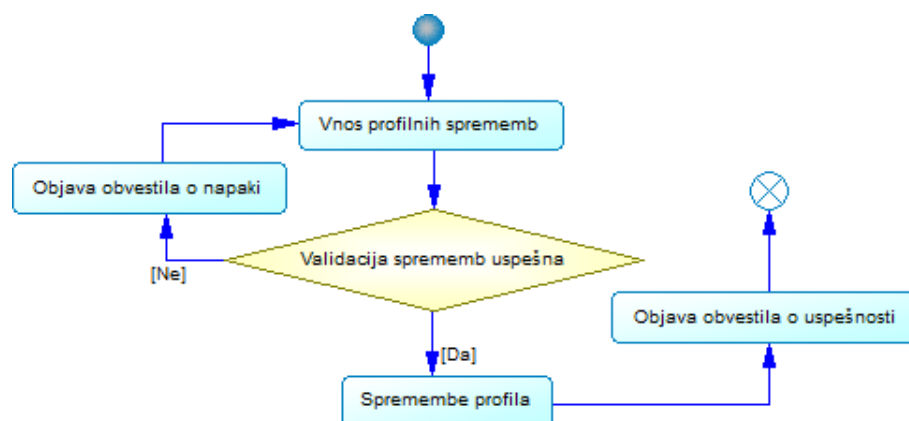 Vnos profilnih sprememb
Objava obvestila o napaki
Validacija sprememb uspešna
[Ne]
Objava obvestila o uspešnosti
[Da]
Spremembe profila